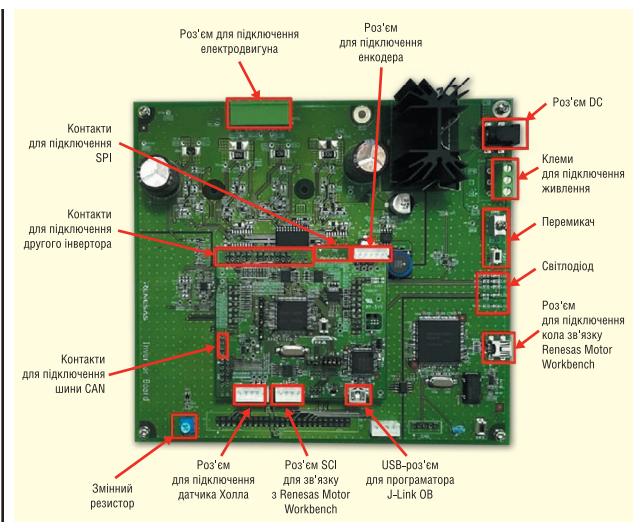 Роз'єм для підключення
електродвигуна
Роз'єм
для підключення
енкодера
Роз'єм DC
Контакти
для підключення
SPI
Клеми
для підключення
живлення
Контакти
для підключення
другого інвертора
Перемикач
Світлодіод
Роз'єм
для підключення
кола зв'язку
Renesas Motor
Workbench
RENESAS
Inverter Board
Контакти
для підключення
шини CAN
Змінний
резистор
Роз'єм
для підключення
датчика Холла
Роз'єм SCI
для зв'язку
з Renesas Motor
Workbench
USB-роз'єм
для програматора
J-Link OB